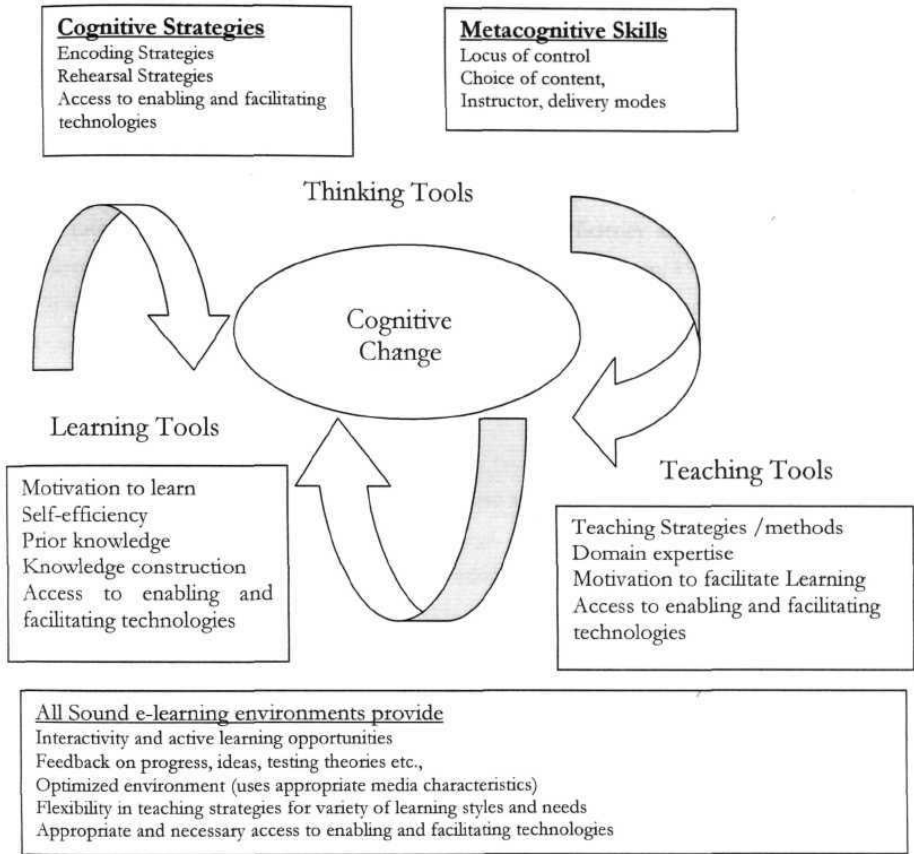 Cognitive Strategies
Encoding Strategies
Rehearsal Strategies
Access to enabling and facilitating
technologies
Metacognitive Skills
Locus of control
Choice of content,
Instructor, delivery modes
Thinking Tools
Cognitive
Change
Learning Tools
Motivation to learn
Self-efficiency
Prior knowledge
Knowledge construction
Access to enabling and
facilitating technologies
Teaching Tools
Teaching Strategies /methods
Domain expertise
Motivation to facilitate Learning
Access to enabling and facilitating
technologies
All Sound e-learning environments provide
Interactivity and active learning opportunities
Feedback on progress, ideas, testing theories etc.,
Optimized environment (uses appropriate media characteristics)
Flexibility in teaching strategies for variety of learning styles and needs
Appropriate and necessary access to enabling and facilitating technologies